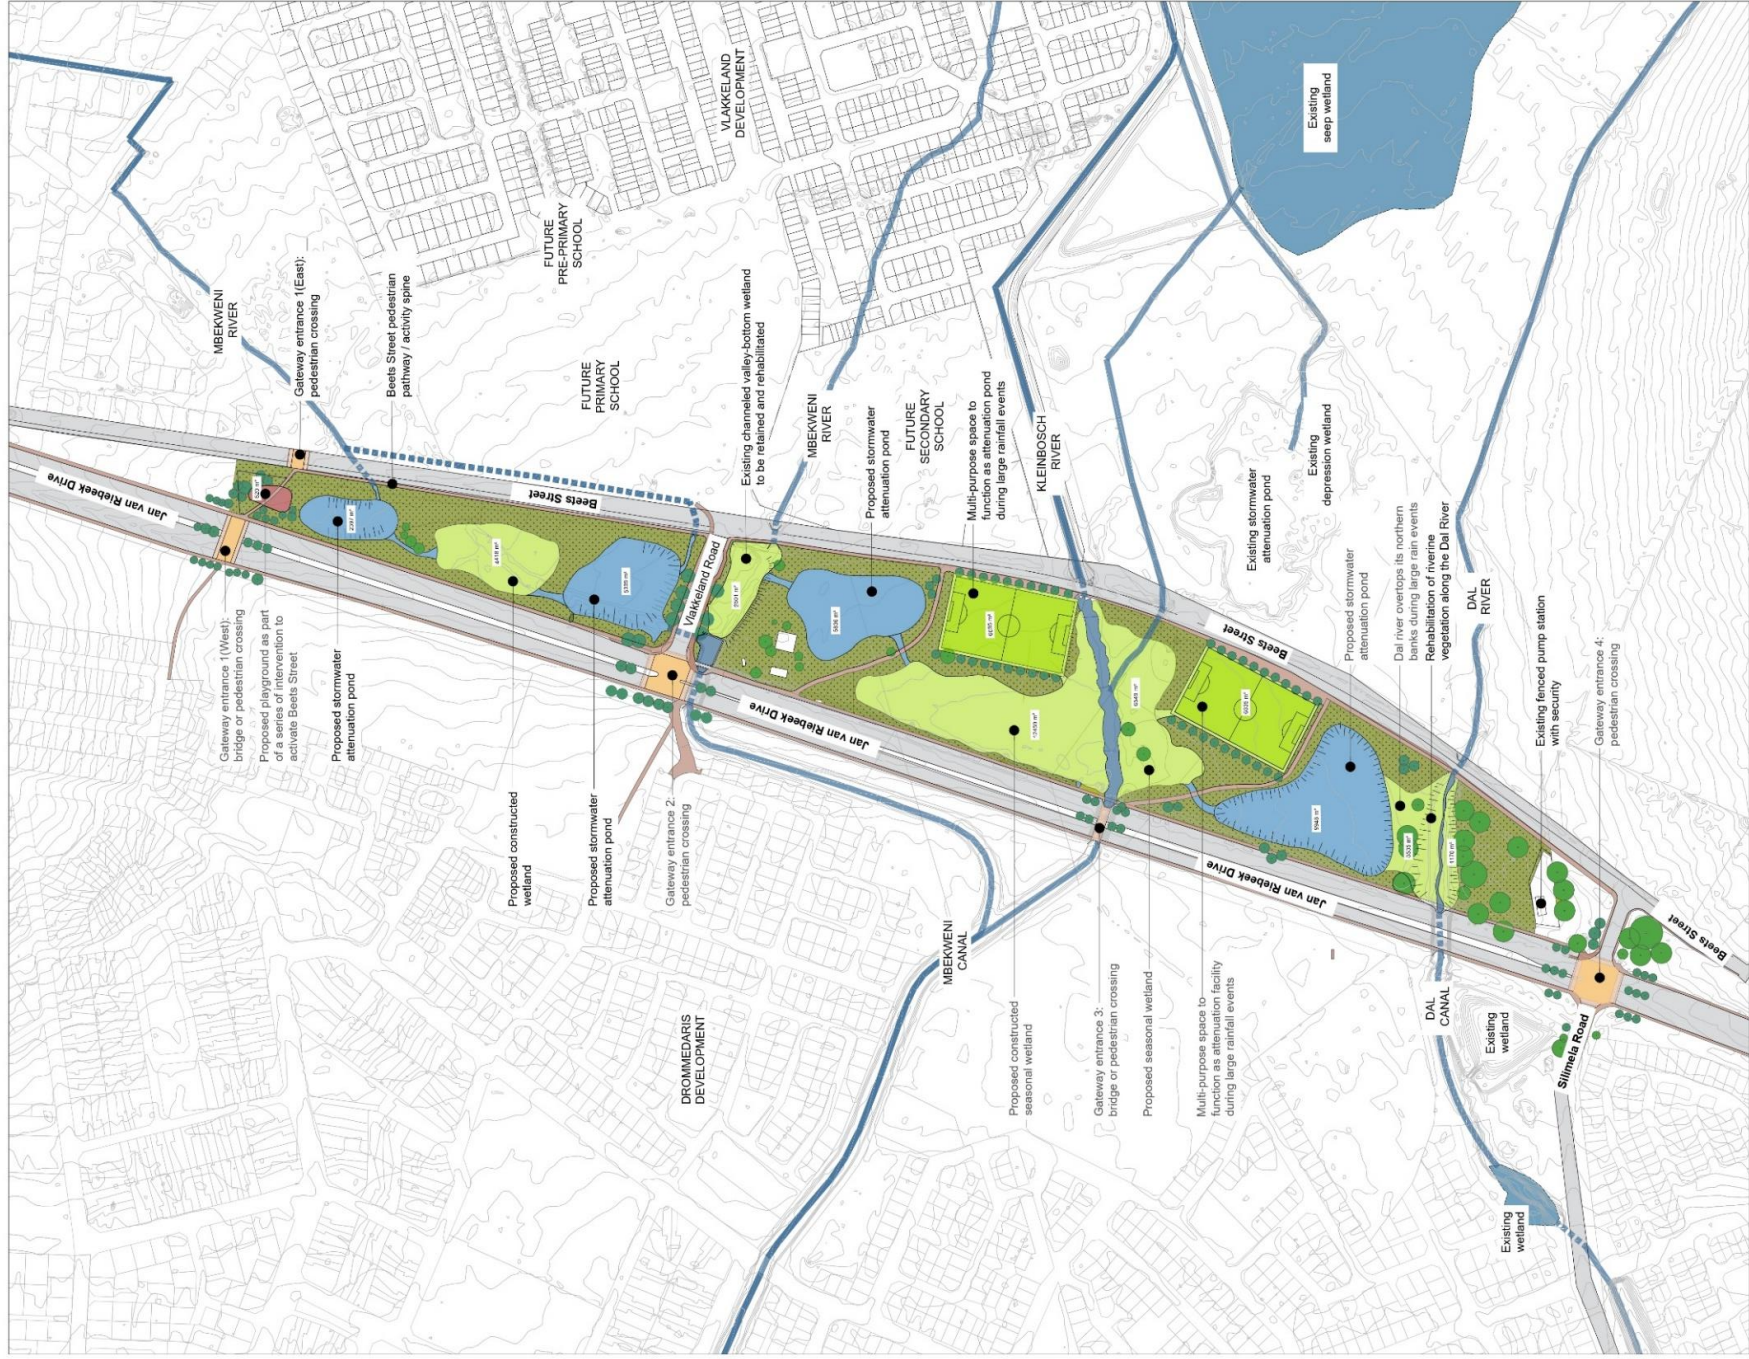 MBEKWENI
RIVER
Gateway entrance 1(East):
pedestrian crossing
Beets Street pedestrian
pathway / activity spine
FUTURE
PRE-PRIMARY
SCHOOL
FUTURE
PRIMARY
SCHOOL
VLAKKELAND
DEVELOPMENT
Existing channeled valley-bottom wetland
to be retained and rehabilitated
MBEKWENI
RIVER
Proposed stormwater
attenuation pond
FUTURE
SECONDARY
SCHOOL
Multi-purpose space to
function as attenuation pond
during large rainfall events
KLEINBOSCH
RIVER
Existing
seep wetland
Existing stormwater
attenuation pond
Existing
depression wetland
Proposed stormwater
attenuation pond
Dal river overtops its northern
banks during large rain events
Rehabilitation of riverine
vegetation along the Dal River
DAL
RIVER
Existing fenced pump station
with security
Gateway entrance 4:
pedestrian crossing
Jan van Riebeek Drive
Beets Street
Vlakkeland Road
Jan van Riebeek Drive
Beets Street
Jan van Riebeek Drive
Beets Street
Silimela Road
Gateway entrance 1(West):
bridge or pedestrian crossing
Proposed playground as part
of a series of intervention to
activate Beets Street
Proposed stormwater
attenuation pond
Proposed constructed
wetland
Proposed stormwater
attenuation pond
Gateway entrance 2:
pedestrian crossing
DROMMEDARIS
DEVELOPMENT
MBEKWENI
CANAL
Proposed constructed
seasonal wetland
Gateway entrance 3:
bridge or pedestrian crossing
Proposed seasonal wetland
Multi-purpose space to
function as attenuation facility
during large rainfall events
DAL
CANAL
Existing
wetland
Existing
wetland